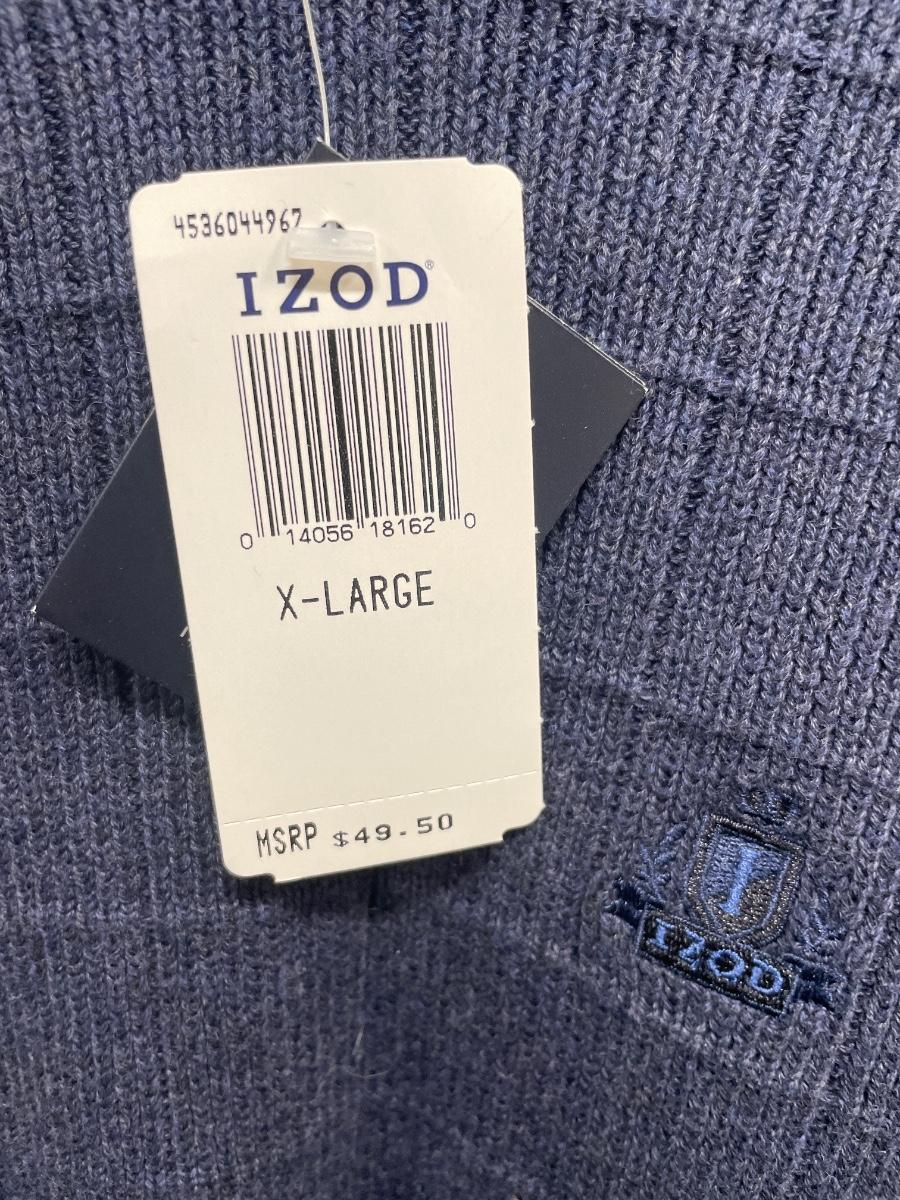 4536044967
IZOD®
0 14056 18162 0
X-LARGE
MSRP $49.50
I
IZOD